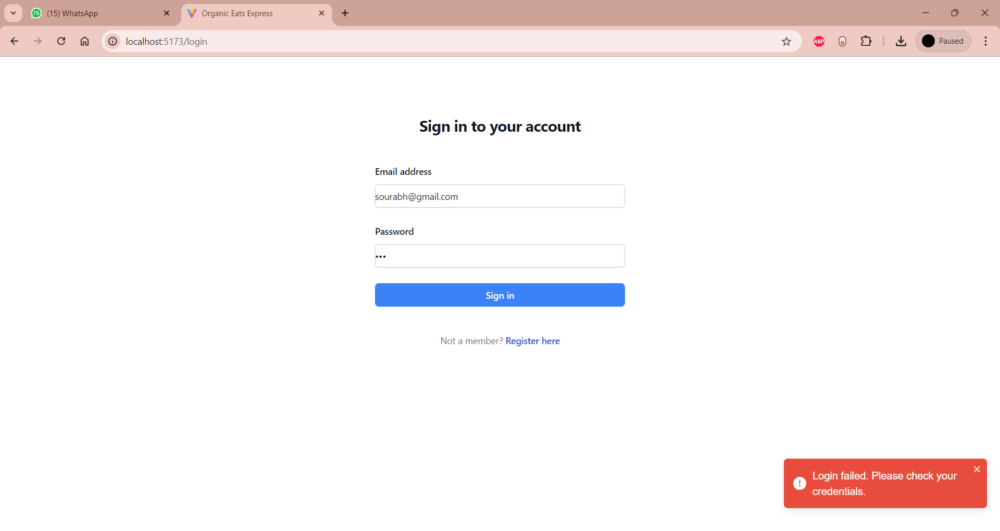 15 (15) WhatsApp
Organic Eats Express
localhost:5173/login
ABP
Paused
Sign in to your account
Email address
sourabh@gmail.com
Password
•••
Sign in
Not a member? Register here
Login failed. Please check your
credentials.